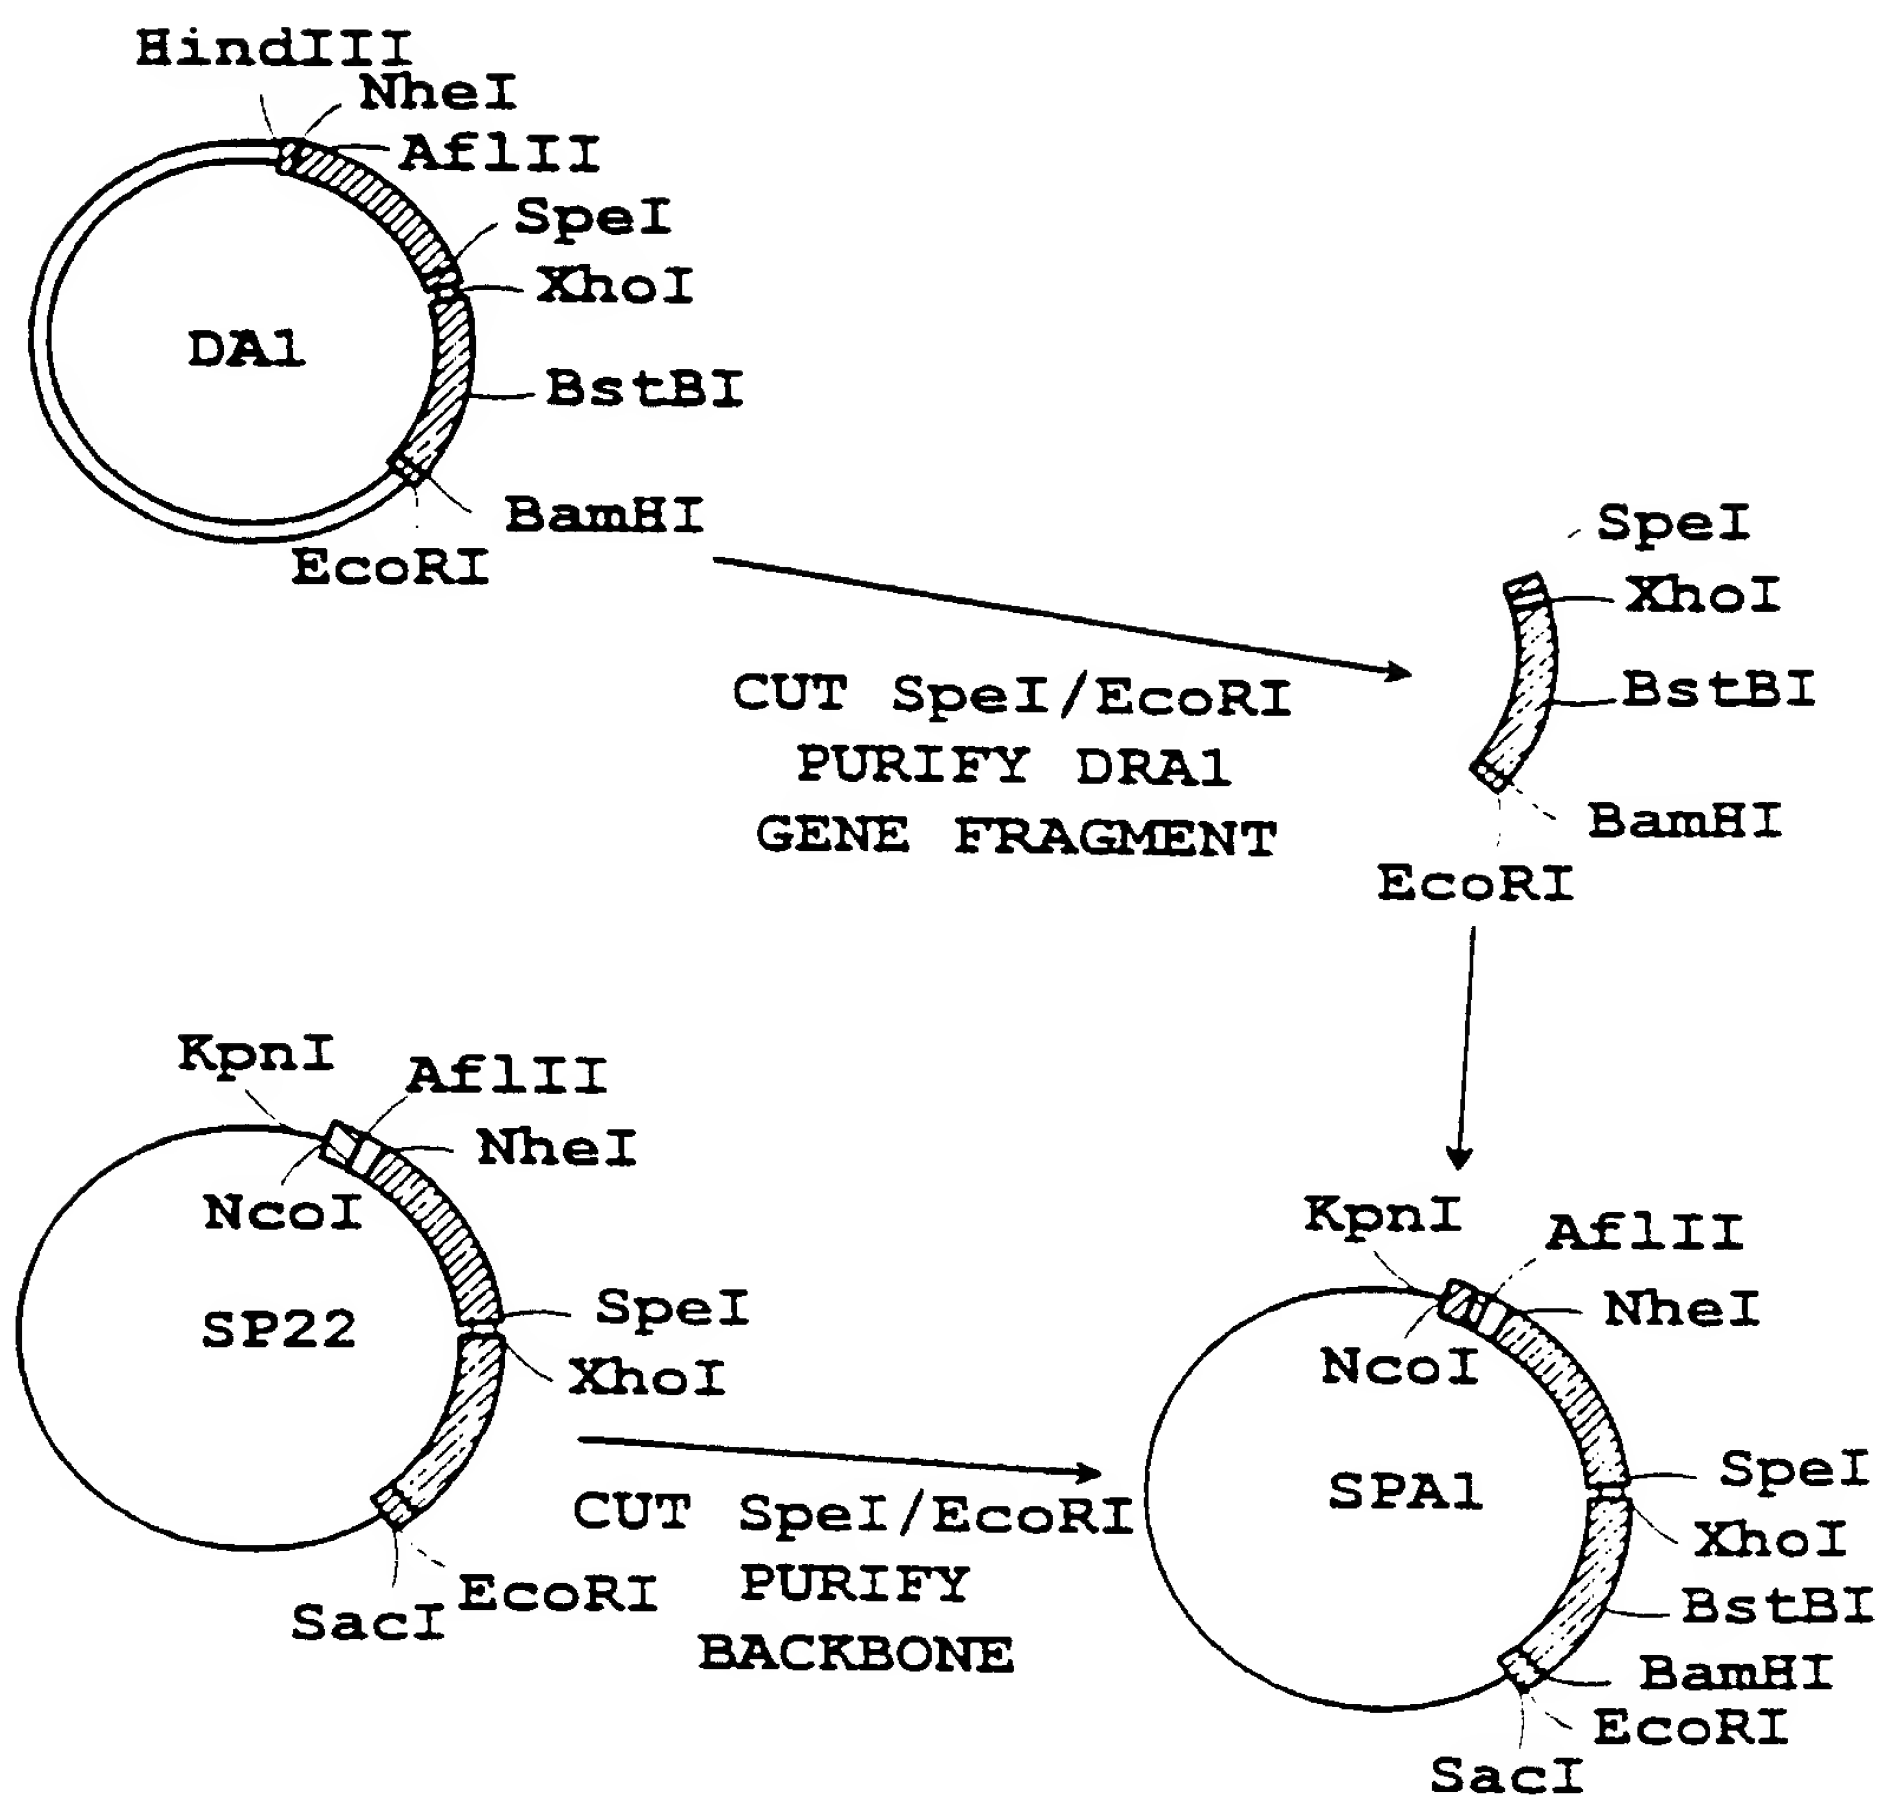 HindIII
NheI
AflII
SpeI
XhoI
DA1
BstBI
BamHI
EcoRI
SpeI
XhoI
CUT SpeI/EcoRI
PURIFY DRA1
GENE FRAGMENT
BstBI
BamHI
EcoRI
KpnI
AflII
NheI
NcoI
SP22
SpeI
XhoI
EcoRI
SacI
CUT SpeI/EcoRI
PURIFY
BACKBONE
KpnI
AflII
NheI
NcoI
SPA1
SpeI
XhoI
BstBI
BamHI
EcoRI
SacI